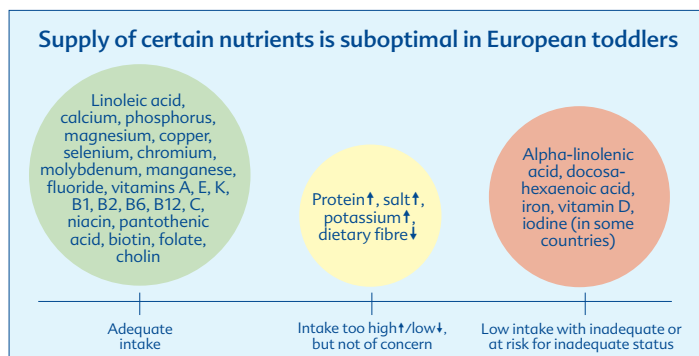 Supply of certain nutrients is suboptimal in European toddlers
Linoleic acid,
calcium, phosphorus,
magnesium, copper,
selenium, chromium,
molybdenum, manganese,
fluoride, vitamins A, E, K,
B1, B2, B6, B12, C,
niacin, pantothenic
acid, biotin, folate,
cholin
Protein↑, salt↑,
potassium↑,
dietary fibre↓
Alpha-linolenic
acid, docosa-
hexaenoic acid,
iron, vitamin D,
iodine (in some
countries)
Adequate
intake
Intake too high↑/low↓,
but not of concern
Low intake with inadequate or
at risk for inadequate status